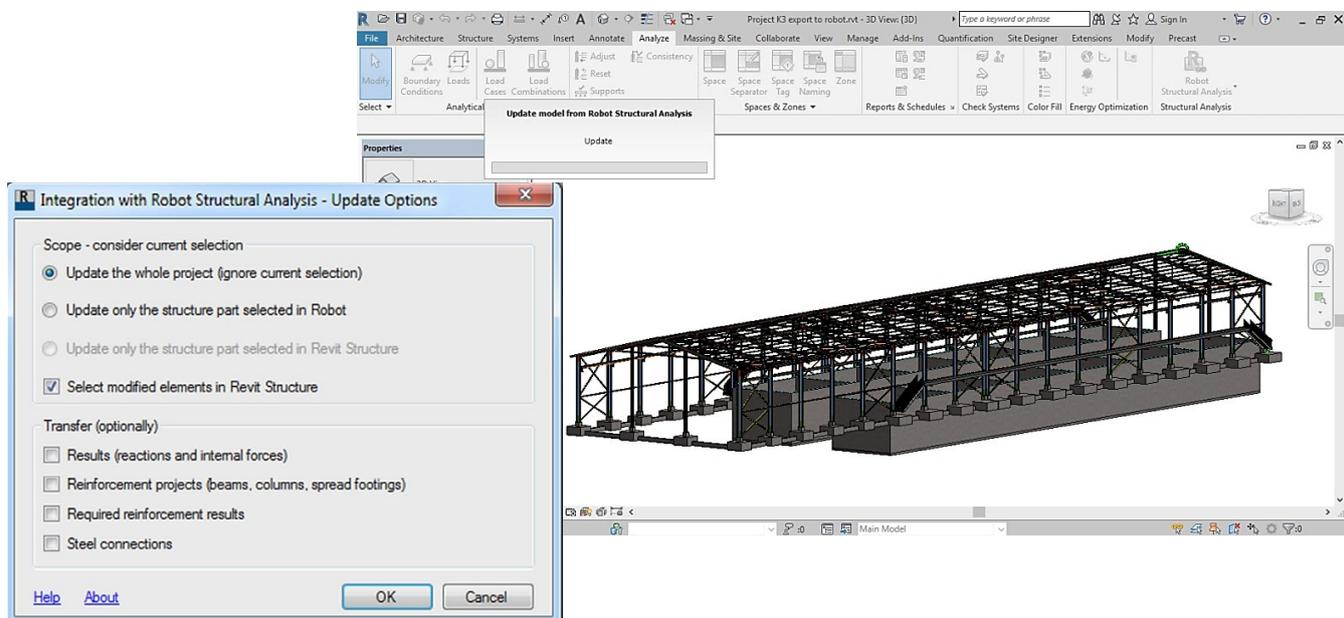 Project K3 export to robot.rvt - 3D View: {3D}
Type a keyword or phrase
Sign In
File Architecture Structure Systems Insert Annotate Analyze Massing & Site Collaborate View Manage Add-Ins Quantification Site Designer Extensions Modify Precast
Modify
Boundary Conditions
Loads
Load Cases
Load Combinations
Adjust
Reset
Supports
Consistency
Space
Space Separator
Space Tag
Space Naming
Zone
Robot Structural Analysis
Select
Analytical
Spaces & Zones
Reports & Schedules
Check Systems
Color Fill
Energy Optimization
Structural Analysis
Update model from Robot Structural Analysis
Update
Properties
RIGHT
Integration with Robot Structural Analysis - Update Options
Scope - consider current selection
Update the whole project (ignore current selection)
Update only the structure part selected in Robot
Update only the structure part selected in Revit Structure
Select modified elements in Revit Structure
Transfer (optionally)
Results (reactions and internal forces)
Reinforcement projects (beams, columns, spread footings)
Required reinforcement results
Steel connections
Help About
OK
Cancel
:0
Main Model
:0